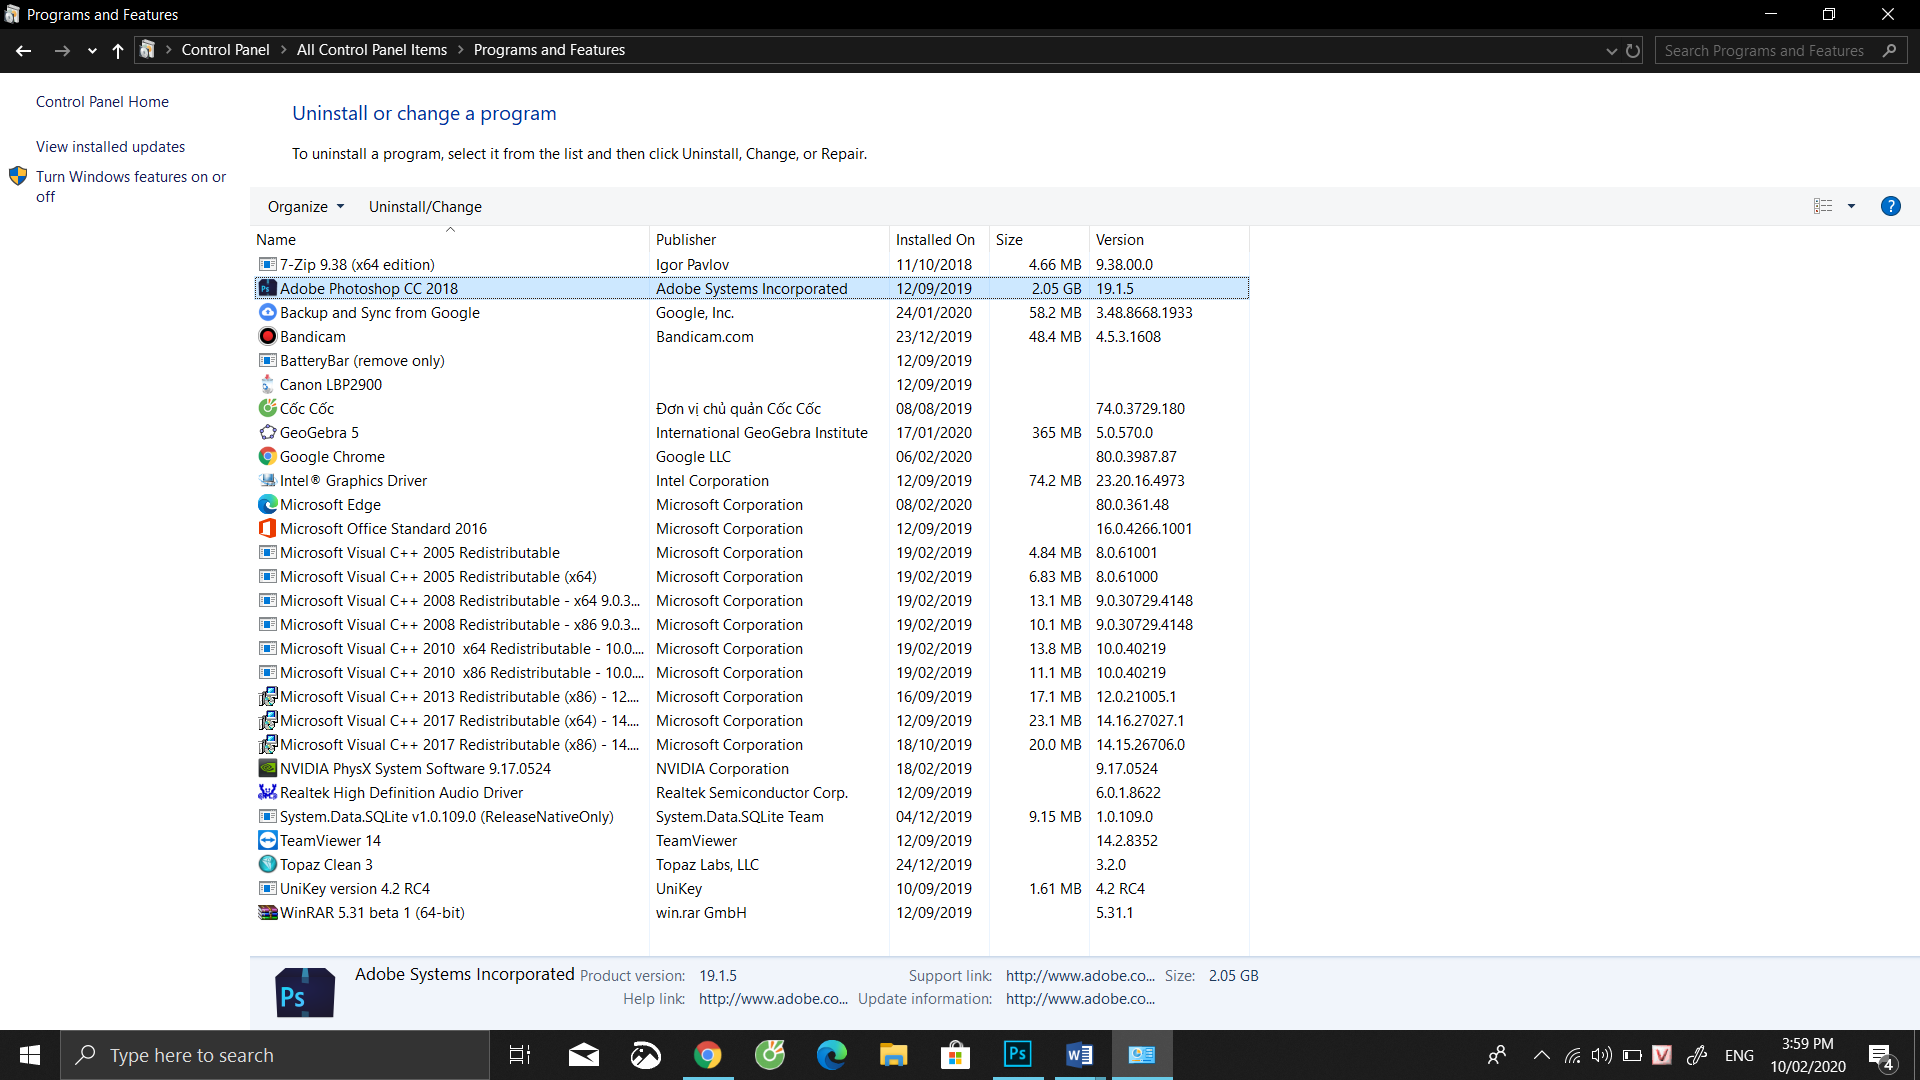 Programs and Features
Control Panel > All Control Panel Items > Programs and Features
Search Programs and Features
Control Panel Home
View installed updates
Turn Windows features on or
off
Uninstall or change a program
To uninstall a program, select it from the list and then click Uninstall, Change, or Repair.
Organize Uninstall/Change
Name Publisher Installed On Size Version
7-Zip 9.38 (x64 edition) Igor Pavlov 11/10/2018 4.66 MB 9.38.00.0
Adobe Photoshop CC 2018 Adobe Systems Incorporated 12/09/2019 2.05 GB 19.1.5
Backup and Sync from Google Google, Inc. 24/01/2020 58.2 MB 3.48.8668.1933
Bandicam Bandicam.com 23/12/2019 48.4 MB 4.5.3.1608
BatteryBar (remove only) 12/09/2019
Canon LBP2900 12/09/2019
Cốc Cốc Đơn vị chủ quản Cốc Cốc 08/08/2019 74.0.3729.180
GeoGebra 5 International GeoGebra Institute 17/01/2020 365 MB 5.0.570.0
Google Chrome Google LLC 06/02/2020 80.0.3987.87
Intel® Graphics Driver Intel Corporation 12/09/2019 74.2 MB 23.20.16.4973
Microsoft Edge Microsoft Corporation 08/02/2020 80.0.361.48
Microsoft Office Standard 2016 Microsoft Corporation 12/09/2019 16.0.4266.1001
Microsoft Visual C++ 2005 Redistributable Microsoft Corporation 19/02/2019 4.84 MB 8.0.61001
Microsoft Visual C++ 2005 Redistributable (x64) Microsoft Corporation 19/02/2019 6.83 MB 8.0.61000
Microsoft Visual C++ 2008 Redistributable - x64 9.0.3... Microsoft Corporation 19/02/2019 13.1 MB 9.0.30729.4148
Microsoft Visual C++ 2008 Redistributable - x86 9.0.3... Microsoft Corporation 19/02/2019 10.1 MB 9.0.30729.4148
Microsoft Visual C++ 2010 x64 Redistributable - 10.0.... Microsoft Corporation 19/02/2019 13.8 MB 10.0.40219
Microsoft Visual C++ 2010 x86 Redistributable - 10.0.... Microsoft Corporation 19/02/2019 11.1 MB 10.0.40219
Microsoft Visual C++ 2013 Redistributable (x86) - 12.... Microsoft Corporation 16/09/2019 17.1 MB 12.0.21005.1
Microsoft Visual C++ 2017 Redistributable (x64) - 14.... Microsoft Corporation 12/09/2019 23.1 MB 14.16.27027.1
Microsoft Visual C++ 2017 Redistributable (x86) - 14.... Microsoft Corporation 18/10/2019 20.0 MB 14.15.26706.0
NVIDIA PhysX System Software 9.17.0524 NVIDIA Corporation 18/02/2019 9.17.0524
Realtek High Definition Audio Driver Realtek Semiconductor Corp. 12/09/2019 6.0.1.8622
System.Data.SQLite v1.0.109.0 (ReleaseNativeOnly) System.Data.SQLite Team 04/12/2019 9.15 MB 1.0.109.0
TeamViewer 14 TeamViewer 12/09/2019 14.2.8352
Topaz Clean 3 Topaz Labs, LLC 24/12/2019 3.2.0
UniKey version 4.2 RC4 UniKey 10/09/2019 1.61 MB 4.2 RC4
WinRAR 5.31 beta 1 (64-bit) win.rar GmbH 12/09/2019 5.31.1
Ps
Adobe Systems Incorporated Product version: 19.1.5 Support link: http://www.adobe.co... Size: 2.05 GB
Help link: http://www.adobe.co... Update information: http://www.adobe.co...
Type here to search
Ps
ENG
3:59 PM
10/02/2020
4